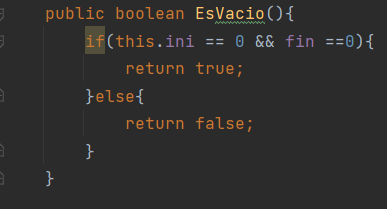 public boolean EsVacio(){
if(this.ini == 0 && fin ==0){
return true;
}else{
return false;
}
}